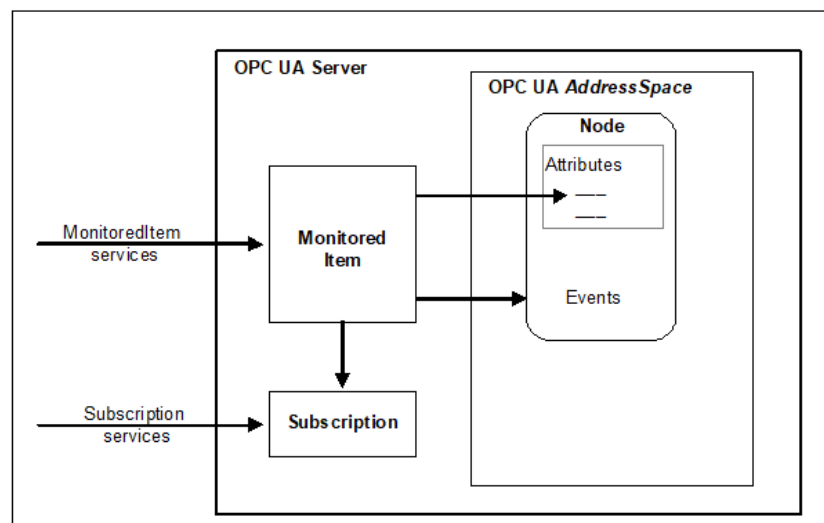 OPC UA Server
OPC UA AddressSpace
Node
Attributes
MonitoredItem
services
Monitored
Item
Events
Subscription
services
Subscription